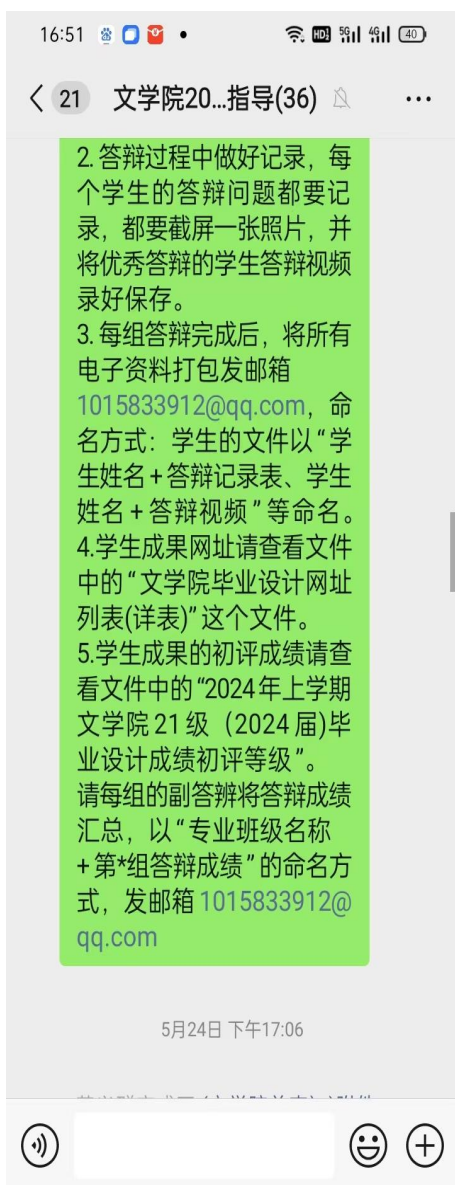 16:51
HD 5G 4G 40
21 文学院20...指导(36)
2. 答辩过程中做好记录，每
个学生的答辩问题都要记
录，都要截屏一张照片，并
将优秀答辩的学生答辩视频
录好保存。
3. 每组答辩完成后，将所有
电子资料打包发邮箱
1015833912@qq.com，命
名方式：学生的文件以“学
生姓名+答辩记录表、学生
姓名+答辩视频”等命名。
4.学生成果网址请查看文件
中的“文学院毕业设计网址
列表(详表)”这个文件。
5.学生成果的初评成绩请查
看文件中的“2024年上学期
文学院21级（2024届)毕
业设计成绩初评等级”。
请每组的副答辨将答辩成绩
汇总，以“专业班级名称
+第*组答辩成绩”的命名方
式，发邮箱1015833912@
qq.com
5月24日 下午17:06